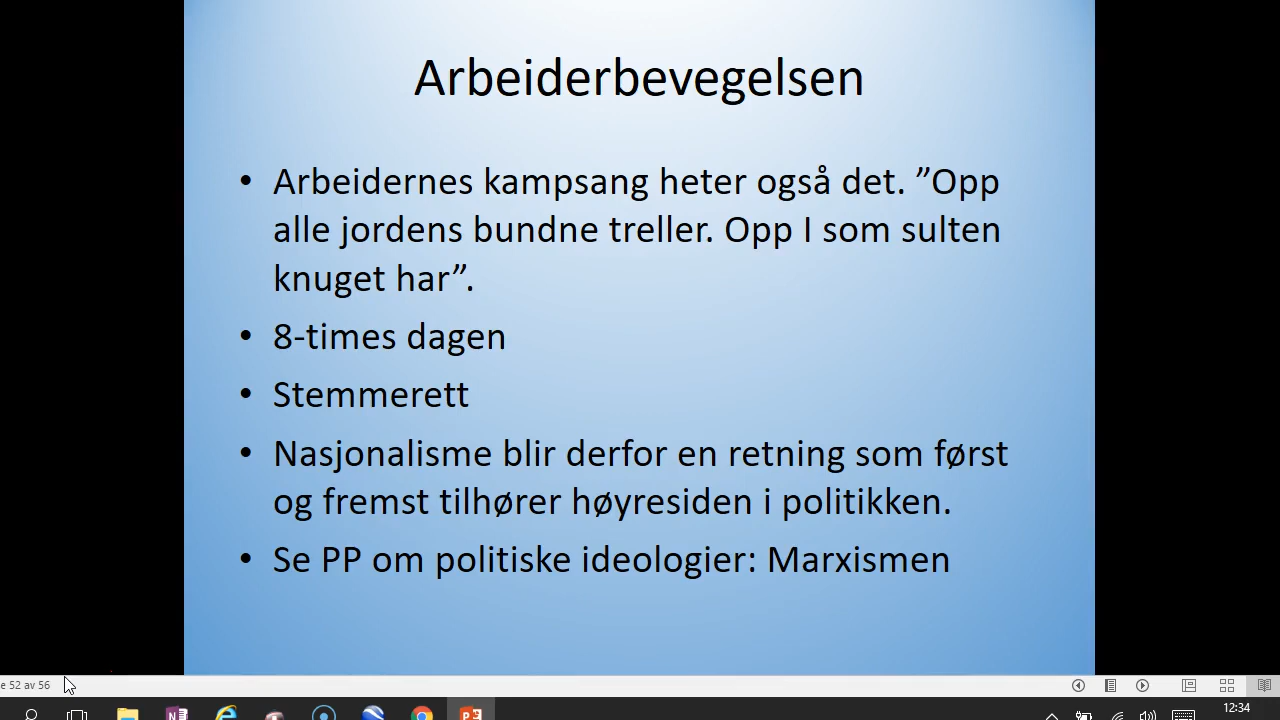 Arbeiderbevegelsen
• Arbeidernes kampsang heter også det. ”Opp
alle jordens bundne treller. Opp I som sulten
knuget har”.
• 8-times dagen
• Stemmerett
• Nasjonalisme blir derfor en retning som først
og fremst tilhører høyresiden i politikken.
• Se PP om politiske ideologier: Marxismen
e 52 av 56
12:34